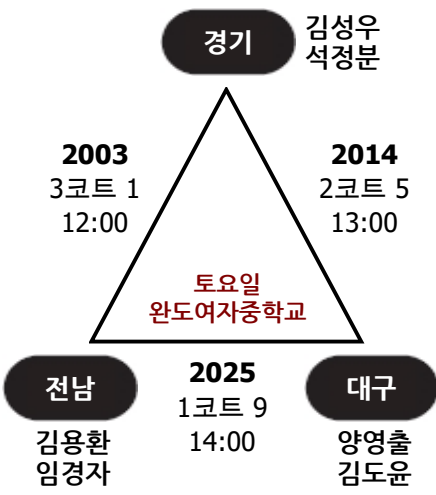 경기
김성우
석정분
2003
3코트 1
12:00
2014
2코트 5
13:00
토요일
완도여자중학교
전남
김용환
임경자
2025
1코트 9
14:00
대구
양영출
김도윤